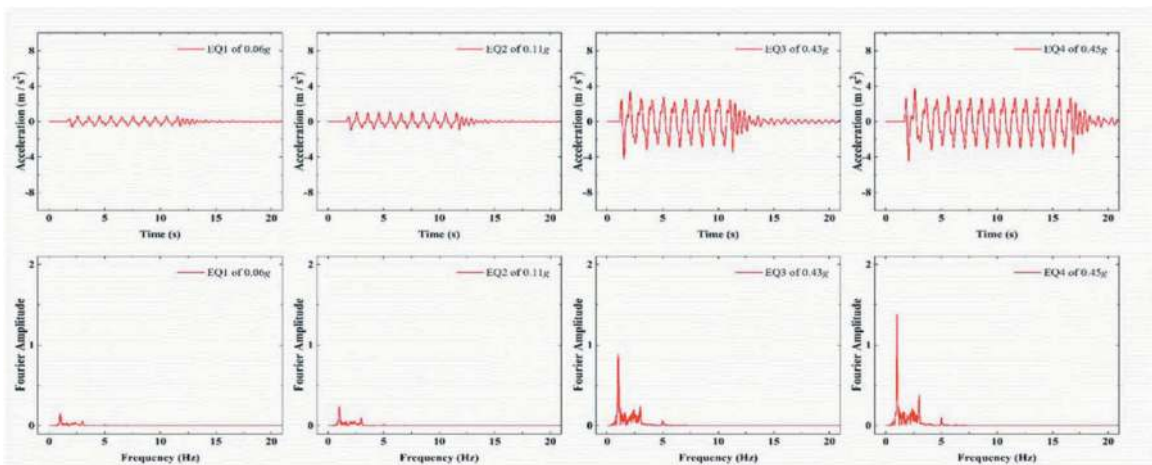 EQ1 of 0.06g
EQ2 of 0.11g
EQ3 of 0.43g
EQ4 of 0.45g
8
4
0
-4
-8
Acceleration (m / s²)
8
4
0
-4
-8
Acceleration (m / s²)
8
4
0
-4
-8
Acceleration (m / s²)
8
4
0
-4
-8
Acceleration (m / s²)
0 5 10 15 20
0 5 10 15 20
0 5 10 15 20
0 5 10 15 20
Time (s)
Time (s)
Time (s)
Time (s)
EQ1 of 0.06g
EQ2 of 0.11g
EQ3 of 0.43g
EQ4 of 0.45g
2
1
0
Fourier Amplitude
2
1
0
Fourier Amplitude
2
1
0
Fourier Amplitude
2
1
0
Fourier Amplitude
0 5 10 15 20
0 5 10 15 20
0 5 10 15 20
0 5 10 15 20
Frequency (Hz)
Frequency (Hz)
Frequency (Hz)
Frequency (Hz)